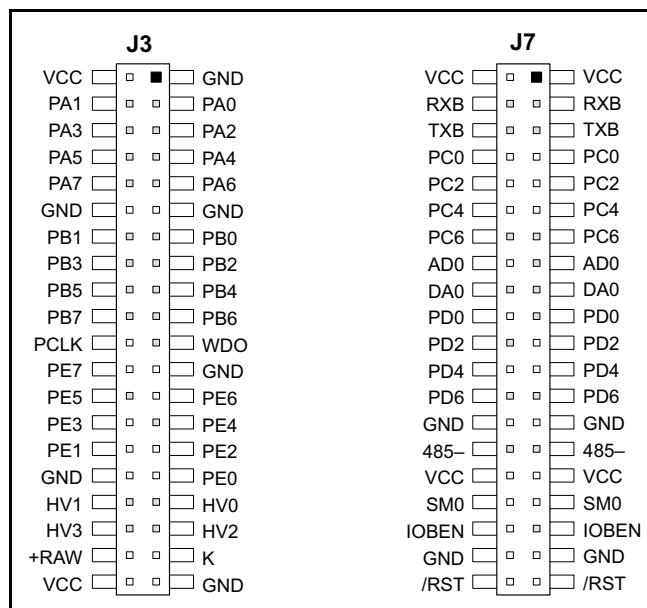 J3 J7
VCC GND VCC VCC
PA1 PA0 RXB RXB
PA3 PA2 TXB TXB
PA5 PA4 PC0 PC0
PA7 PA6 PC2 PC2
GND GND PC4 PC4
PB1 PB0 PC6 PC6
PB3 PB2 AD0 AD0
PB5 PB4 DA0 DA0
PB7 PB6 PD0 PD0
PCLK WDO PD2 PD2
PE7 GND PD4 PD4
PE5 PE6 PD6 PD6
PE3 PE4 GND GND
PE1 PE2 485– 485–
GND PE0 VCC VCC
HV1 HV0 SM0 SM0
HV3 HV2 IOBEN IOBEN
+RAW K GND GND
VCC GND /RST /RST